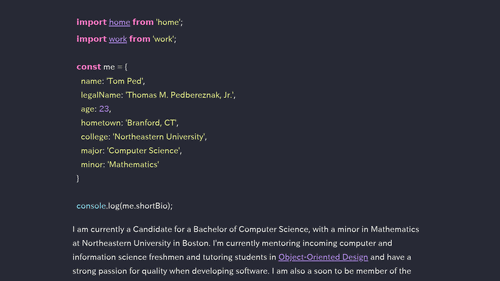 import home from 'home';
import work from 'work';
const me = {
name: 'Tom Ped',
legalName: 'Thomas M. Pedbereznak, Jr.',
age: 23,
hometown: 'Branford, CT',
college: 'Northeastern University',
major: 'Computer Science',
minor: 'Mathematics'
}
console.log(me.shortBio);
I am currently a Candidate for a Bachelor of Computer Science, with a minor in Mathematics
at Northeastern University in Boston. I'm currently mentoring incoming computer and
information science freshmen and tutoring students in Object-Oriented Design and have a
strong passion for quality when developing software. I am also a soon to be member of the